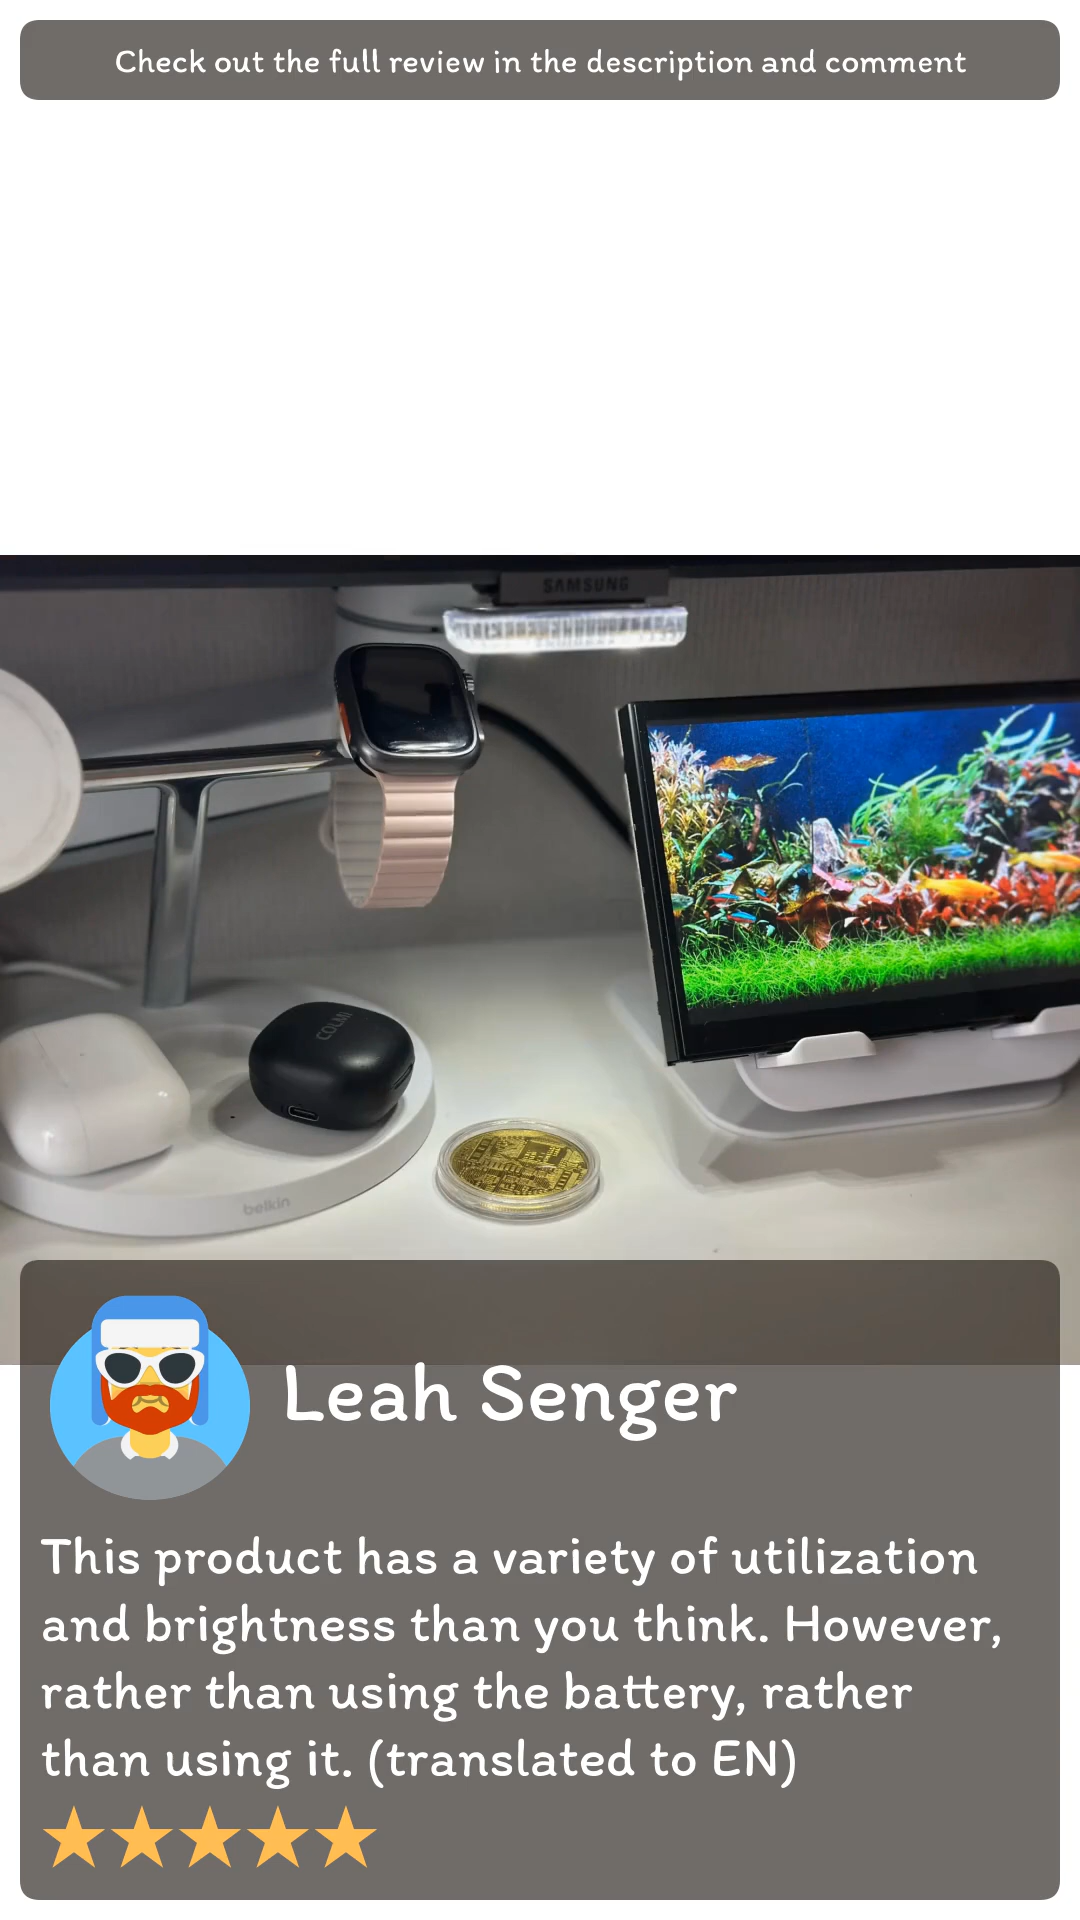 Check out the full review in the description and comment
SAMSUNG
COLMI
belkin
Leah Senger
This product has a variety of utilization
and brightness than you think. However,
rather than using the battery, rather
than using it. (translated to EN)